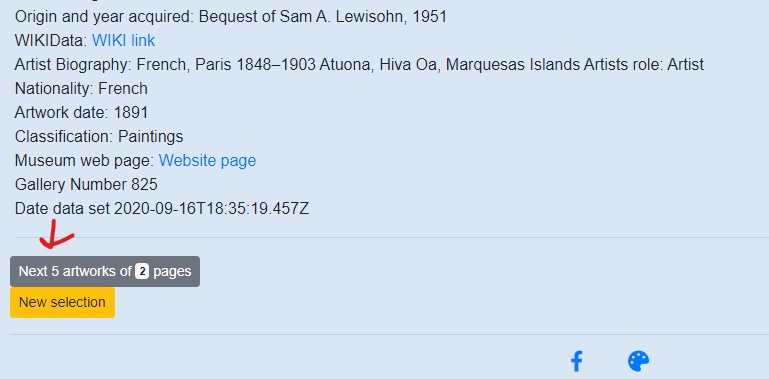 Origin and year acquired: Bequest of Sam A. Lewisohn, 1951
WIKIData: WIKI link
Artist Biography: French, Paris 1848–1903 Atuona, Hiva Oa, Marquesas Islands Artists role: Artist
Nationality: French
Artwork date: 1891
Classification: Paintings
Museum web page: Website page
Gallery Number 825
Date data set 2020-09-16T18:35:19.457Z
Next 5 artworks of 2 pages
New selection